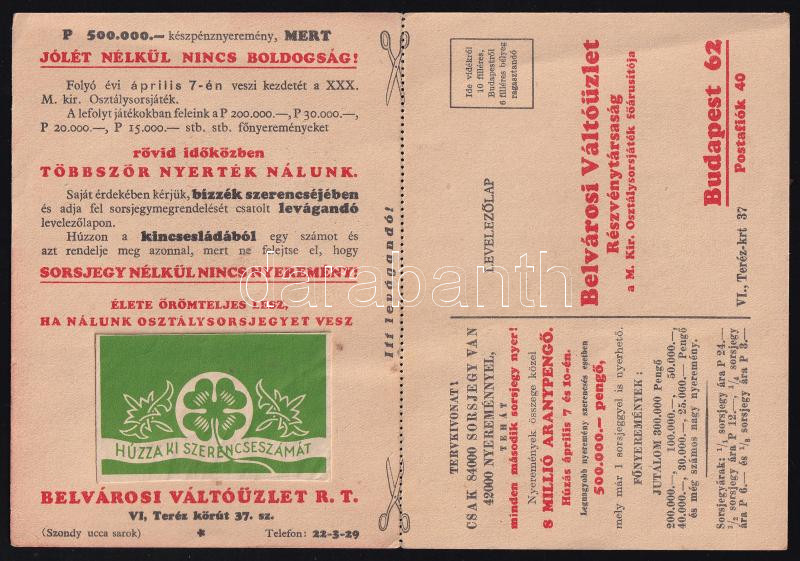 P 500.000.— készpénznyeremény, MERT
JÓLÉT NÉLKÜL NINCS BOLDOGSÁG!
Folyó évi április 7-én veszi kezdetét a XXX.
M. kir. Osztálysorsjáték.
A lefolyt játékokban feleink a P 200.000.—, P 30.000.—,
P 20.000.—, P 15.000.— stb. stb. főnyereményeket
rövid időközben
TÖBBSZÖR NYERTÉK NÁLUNK.
Saját érdekében kérjük, bizzék szerencséjében
és adja fel sorsjegymegrendelését csatolt levágandó
levelezőlapon.
Húzzon a kincsesládából egy számot és
azt rendelje meg azonnal, mert ne felejtse el, hogy
SORSJEGY NÉLKÜL NINCS NYEREMÉNY!
ÉLETE ÖRÖMTELJES LESZ,
HA NÁLUNK OSZTÁLYSORSJEGYET VESZ
HÚZZA KI SZERENCSESZÁMÁT
BELVÁROSI VÁLTÓÜZLET R. T.
VI, Teréz körút 37. sz.
(Szondy ucca sarok) * Telefon: 22-3-29
Itt levágandó!
Ide vidékről
10 filléres,
Budapestről
6 filléres bélyeg
ragasztandó
LEVELEZŐLAP
Belvárosi Váltóüzlet
Részvénytársaság
a M. Kir. Osztálysorsjáték főárusítója
Budapest 62
Postafiók 40
VI., Teréz-krt 37
TERVKIVONAT!
CSAK 84000 SORSJEGY VAN
42000 NYEREMÉNNYEL,
TEHÁT
minden második sorsjegy nyer!
Nyeremények összege közel
8 MILLIÓ ARANYPENGŐ.
Húzás április 7 és 10-én.
Legnagyobb nyeremény szerencsés esetben
500.000.— pengő,
mely már 1 sorsjeggyel is nyerhető.
FŐNYEREMÉNYEK:
JUTALOM 300.000 Pengő
200.000.—, 100.000.—, 50.000.—,
40.000.—, 30.000.—, 25.000.— Pengő
és még számos nagy nyeremény.
Sorsjegyárak: 1/1 sorsjegy ára P 24.—
1/2 sorsjegy ára P 12.—, 1/4 sorsjegy
ára P 6.— és 1/8 sorsjegy ára P 3.—
darabanth